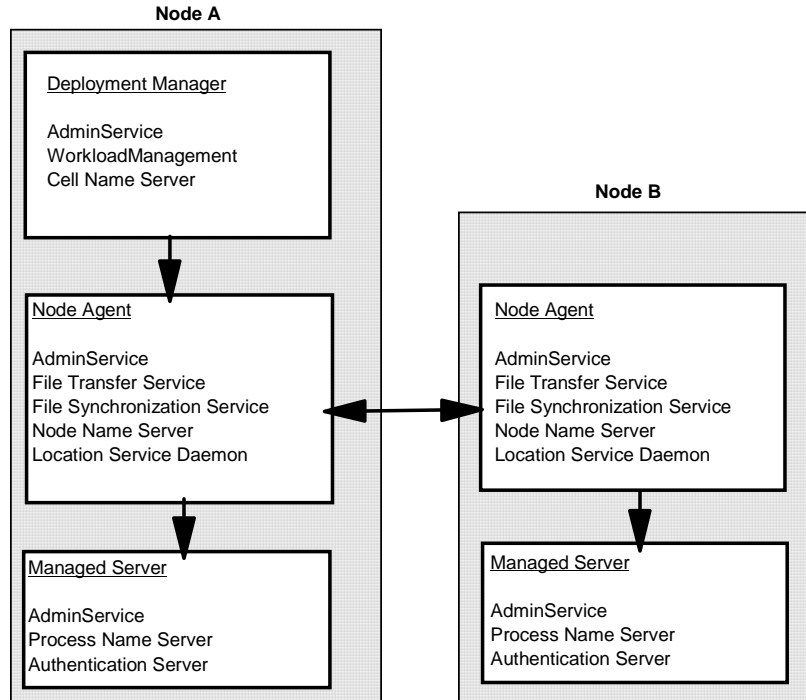 Node A
Deployment Manager
AdminService
WorkloadManagement
Cell Name Server
Node Agent
AdminService
File Transfer Service
File Synchronization Service
Node Name Server
Location Service Daemon
Managed Server
AdminService
Process Name Server
Authentication Server
Node B
Node Agent
AdminService
File Transfer Service
File Synchronization Service
Node Name Server
Location Service Daemon
Managed Server
AdminService
Process Name Server
Authentication Server